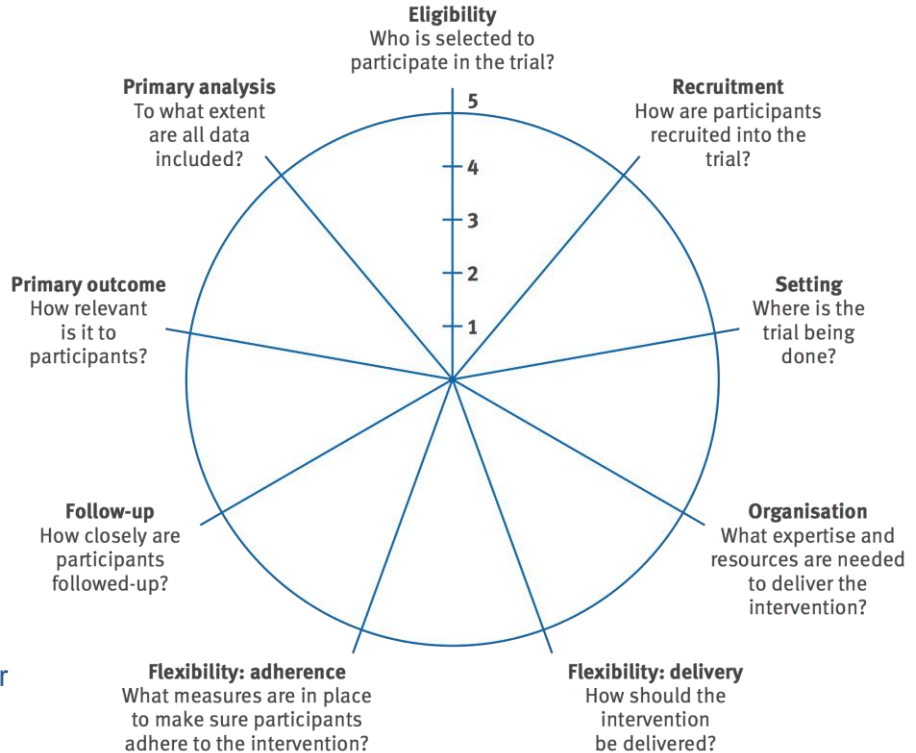 Eligibility
Who is selected to
participate in the trial?
Primary analysis
To what extent
are all data
included?
Recruitment
How are participants
recruited into the
trial?
5
4
3
2
1
Primary outcome
How relevant
is it to
participants?
Setting
Where is the
trial being
done?
Follow-up
How closely are
participants
followed-up?
Organisation
What expertise and
resources are needed
to deliver the
intervention?
r
Flexibility: adherence
What measures are in place
to make sure participants
adhere to the intervention?
Flexibility: delivery
How should the
intervention
be delivered?